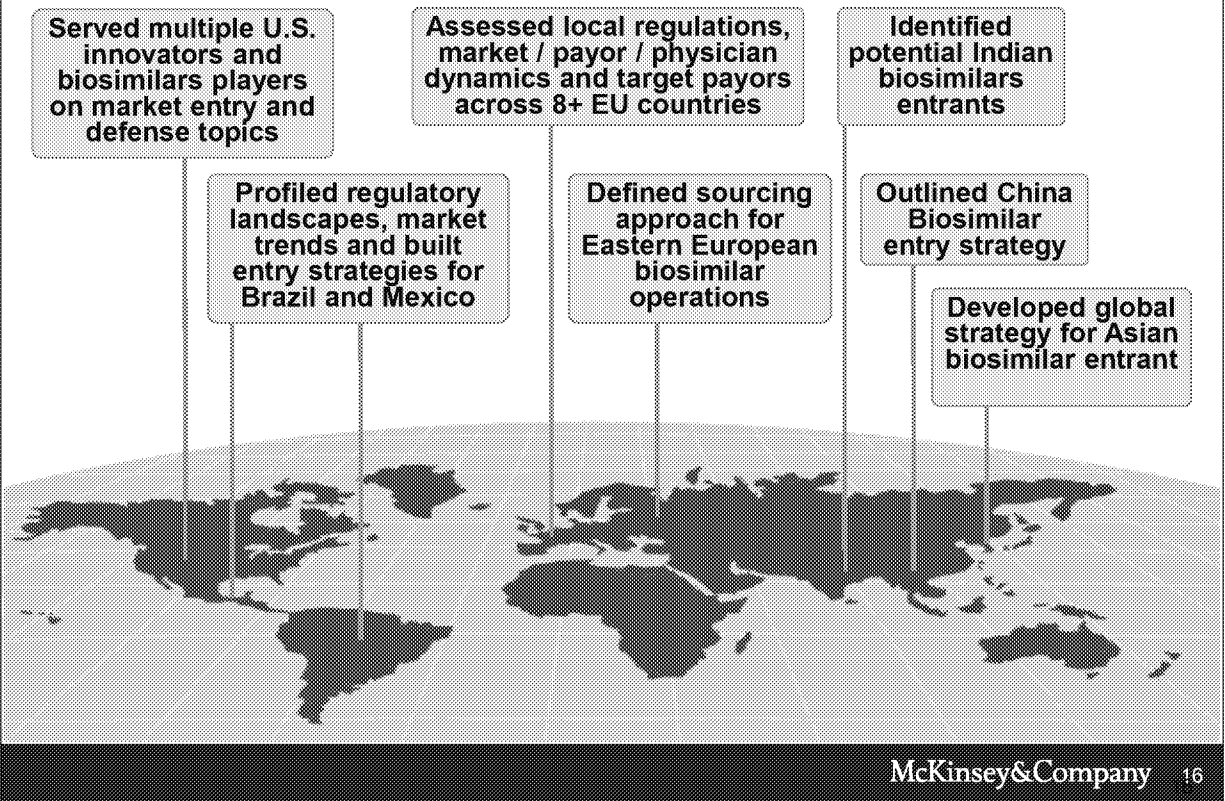 Served multiple U.S.
innovators and
biosimilars players
on market entry and
defense topics
Assessed local regulations,
market / payor / physician
dynamics and target payors
across 8+ EU countries
Identified
potential Indian
biosimilars
entrants
Profiled regulatory
landscapes, market
trends and built
entry strategies for
Brazil and Mexico
Defined sourcing
approach for
Eastern European
biosimilar
operations
Outlined China
Biosimilar
entry strategy
Developed global
strategy for Asian
biosimilar entrant
McKinsey&Company
16